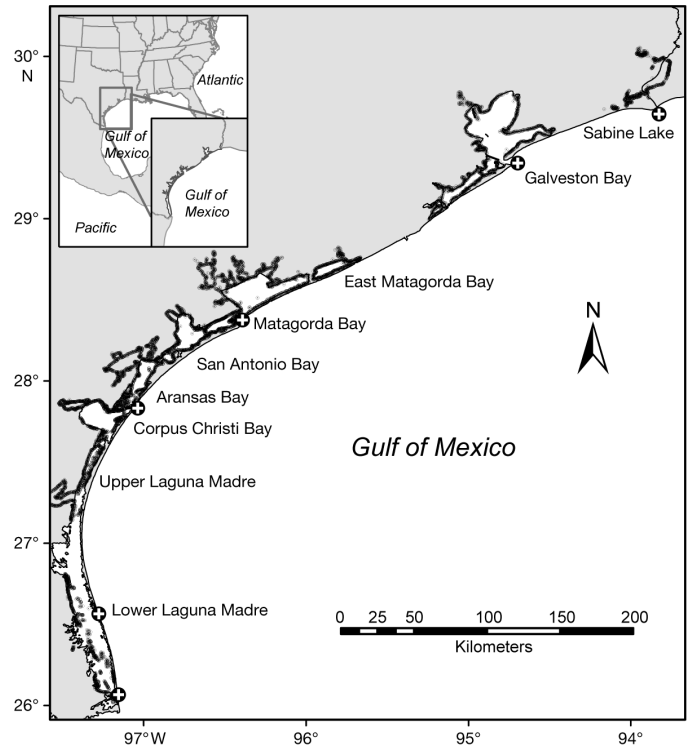 30°
N
Atlantic
Gulf of
Mexico
Gulf of
Mexico
Pacific
Sabine Lake
Galveston Bay
29°
East Matagorda Bay
N
Matagorda Bay
San Antonio Bay
28°
Aransas Bay
Corpus Christi Bay
Gulf of Mexico
Upper Laguna Madre
27°
Lower Laguna Madre
0 25 50 100 150 200
Kilometers
26°
97°W 96° 95° 94°